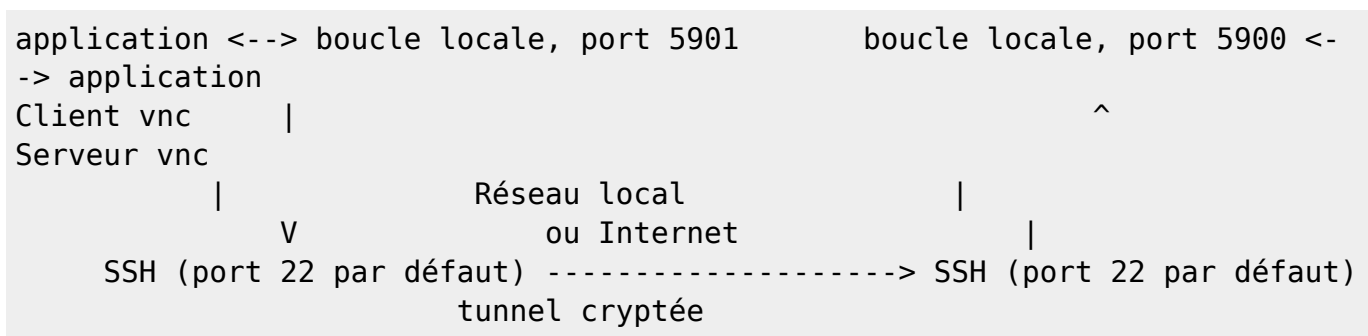 application <--> boucle locale, port 5901        boucle locale, port 5900 <-
-> application
Client vnc     |                                             ^
Serveur vnc
           |              Réseau local               |
               V              ou Internet                |
     SSH (port 22 par défaut) --------------------> SSH (port 22 par défaut)
                         tunnel cryptée